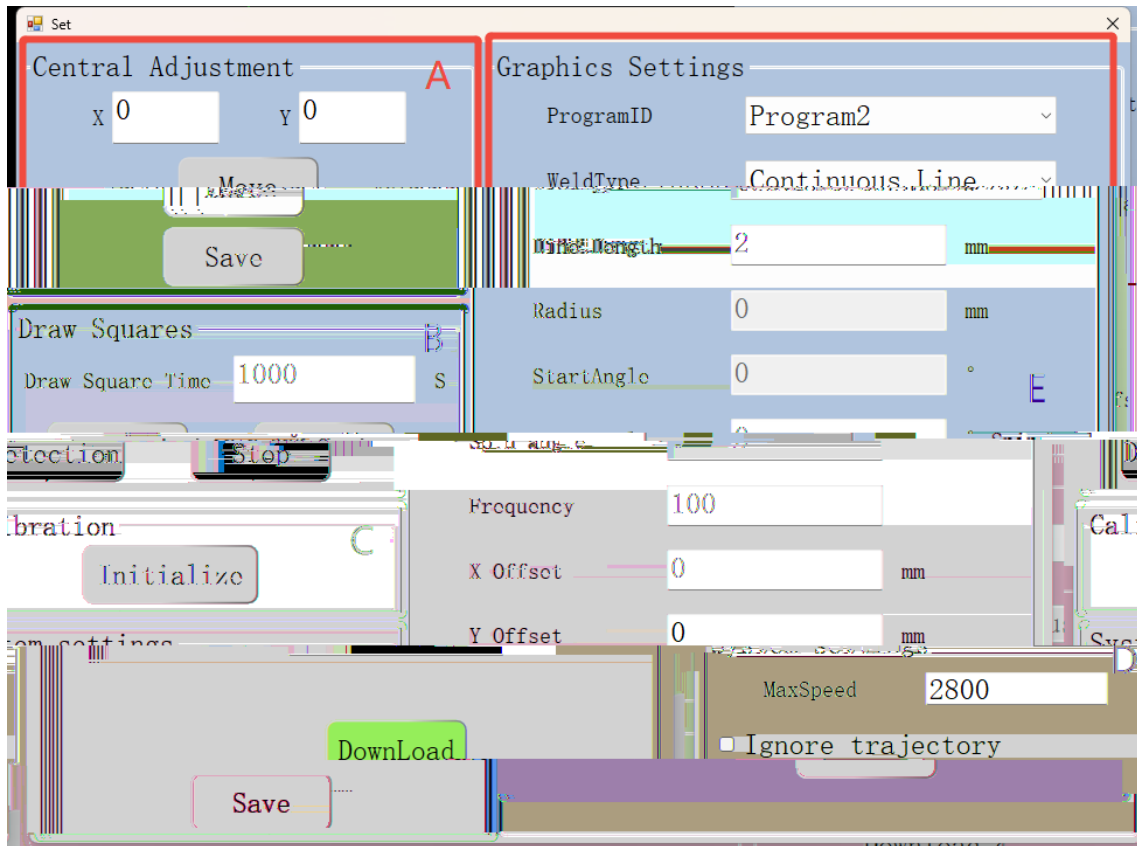 Set
Central Adjustment
A
Graphics Settings
X 0
Y 0
ProgramID
Program2
Move
WeldType
Continuous Line
Save
2
mm
Radius
0
mm
Draw Squares
B
Draw Square Time
1000
S
StartAngle
0
°
E
Stop
Frequency
100
C
Initialize
X Offset
0
mm
Y Offset
0
mm
D
MaxSpeed
2800
DownLoad
Ignore trajectory
Save